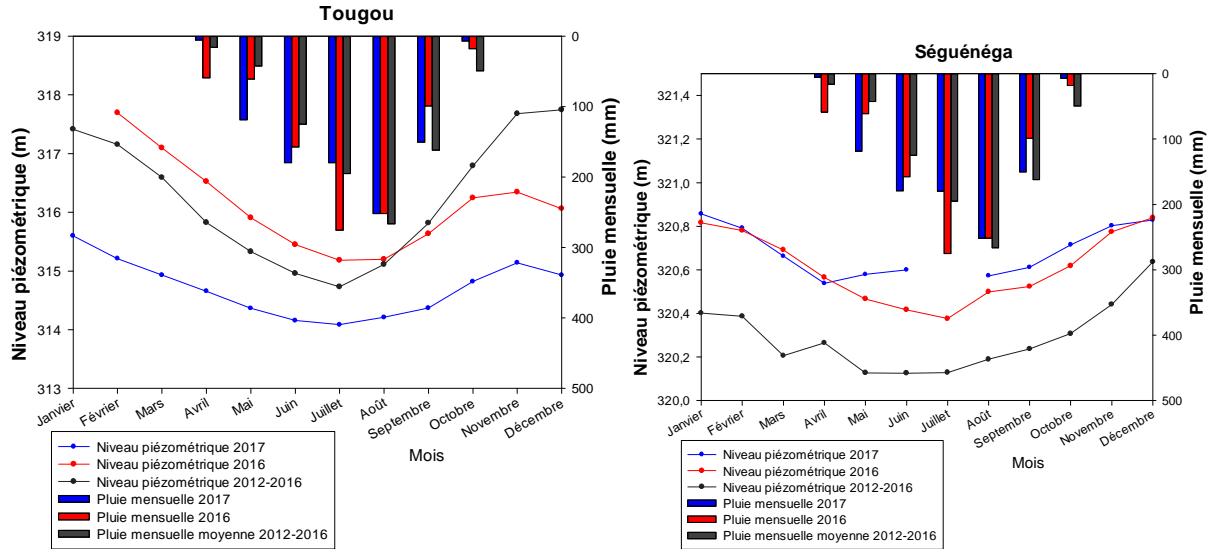 Tougou
Niveau piézométrique (m)
319
318
317
316
315
314
313
0
100
200
300
400
500
Pluie mensuelle (mm)
Janvier
Février
Mars
Avril
Mai
Juin
Juillet
Août
Septembre
Octobre
Novembre
Décembre
Mois
Niveau piézométrique 2017
Niveau piézométrique 2016
Niveau piézométrique 2012-2016
Pluie mensuelle 2017
Pluie mensuelle 2016
Pluie mensuelle moyenne 2012-2016
Séguénéga
Niveau piézométrique (m)
321,4
321,2
321,0
320,8
320,6
320,4
320,2
320,0
0
100
200
300
400
500
Pluie mensuelle (mm)
Janvier
Février
Mars
Avril
Mai
Juin
Juillet
Août
Septembre
Octobre
Novembre
Décembre
Mois
Niveau piézométrique 2017
Niveau piézométrique 2016
Niveau piézométrique 2012-2016
Pluie mensuelle 2017
Pluie mensuelle 2016
Pluie mensuelle moyenne 2012-2016